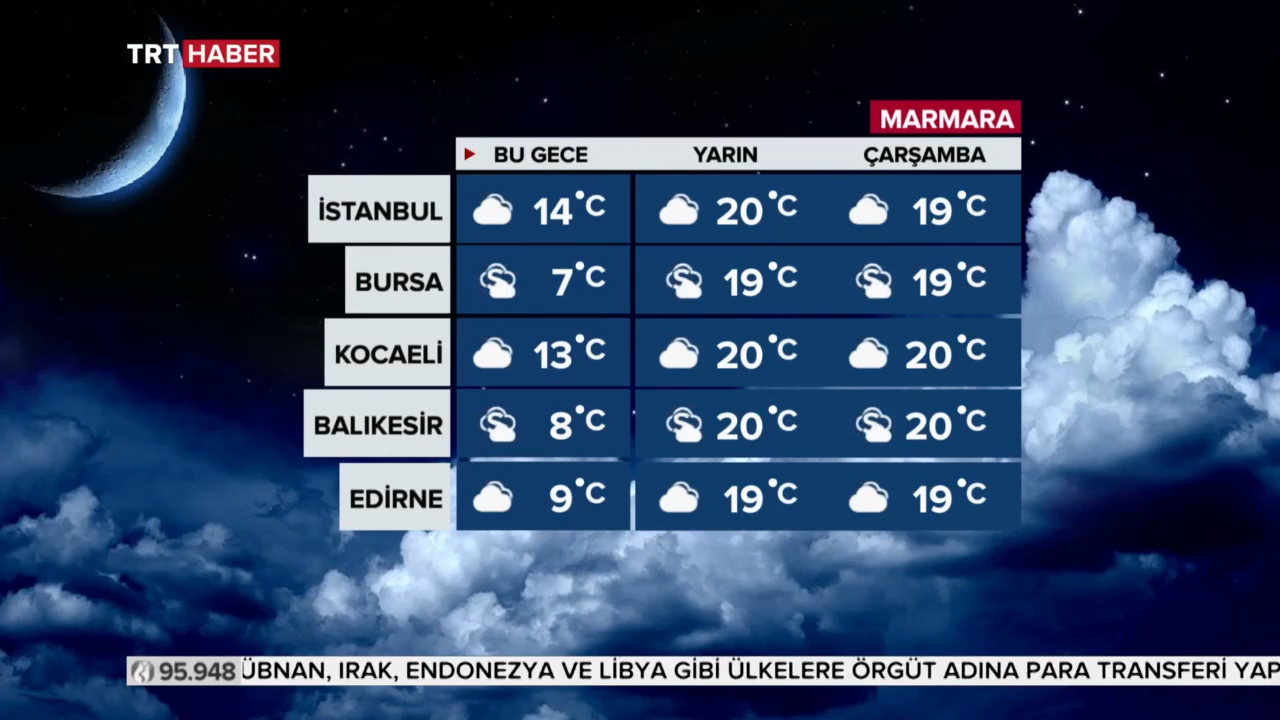 TRT HABER
MARMARA
BU GECE YARIN ÇARŞAMBA
İSTANBUL 14°C 20°C 19°C
BURSA 7°C 19°C 19°C
KOCAELİ 13°C 20°C 20°C
BALIKESİR 8°C 20°C 20°C
EDİRNE 9°C 19°C 19°C
95.948 ÜBNAN, IRAK, ENDONEZYA VE LİBYA GİBİ ÜLKELERE ÖRGÜT ADINA PARA TRANSFERİ YAP